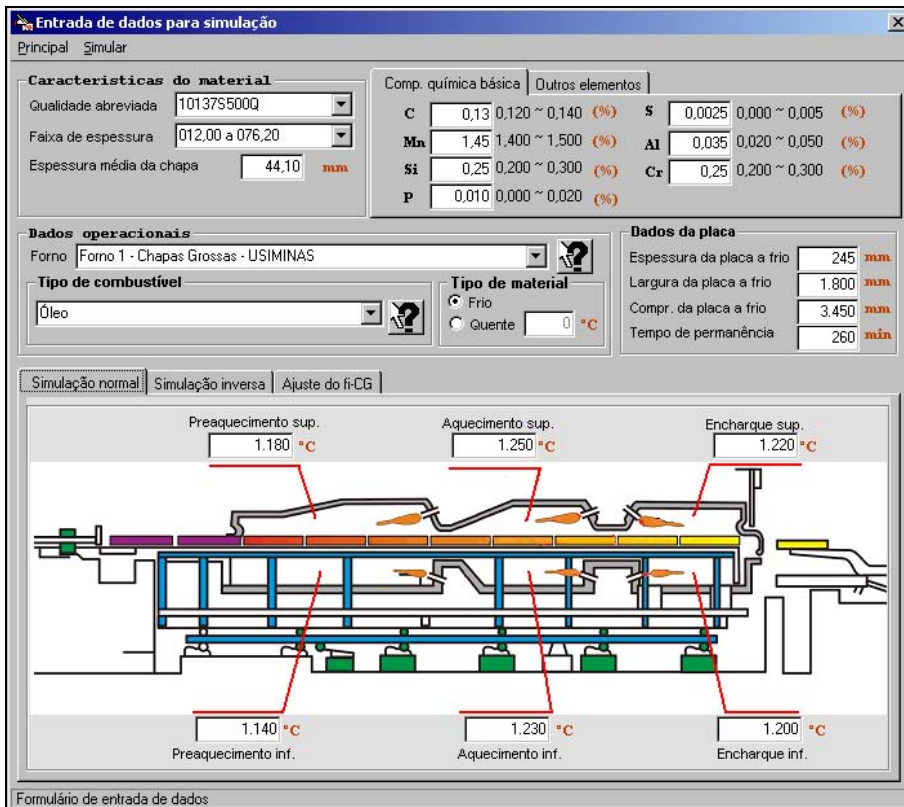 Entrada de dados para simulação
Principal Simular
Caracteristicas do material
Qualidade abreviada 10137S500Q
Faixa de espessura 012,00 a 076,20
Espessura média da chapa 44,10 mm
Comp. química básica Outros elementos
C 0,13 0,120 ~ 0,140 (%) S 0,0025 0,000 ~ 0,005 (%)
Mn 1,45 1,400 ~ 1,500 (%) Al 0,035 0,020 ~ 0,050 (%)
Si 0,25 0,200 ~ 0,300 (%) Cr 0,25 0,200 ~ 0,300 (%)
P 0,010 0,000 ~ 0,020 (%)
Dados operacionais
Forno Forno 1 - Chapas Grossas - USIMINAS
Tipo de combustível
Óleo
Tipo de material
Frio
Quente 0 °C
Dados da placa
Espessura da placa a frio 245 mm
Largura da placa a frio 1.800 mm
Compr. da placa a frio 3.450 mm
Tempo de permanência 260 min
Simulação normal Simulação inversa Ajuste do fi-CG
Preaquecimento sup. Aquecimento sup. Encharque sup.
1.180 °C 1.250 °C 1.220 °C
1.140 °C 1.230 °C 1.200 °C
Preaquecimento inf. Aquecimento inf. Encharque inf.
Formulário de entrada de dados